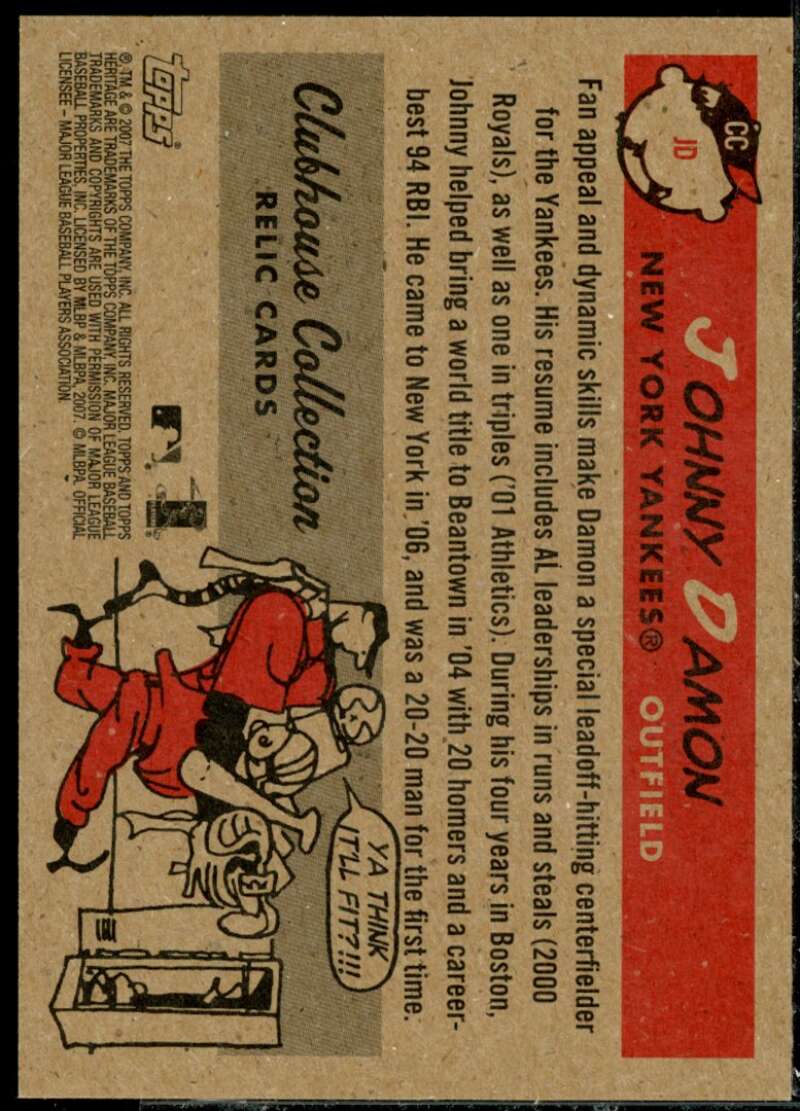 CC
JD
JOHNNY DAMON
NEW YORK YANKEES® OUTFIELD
Fan appeal and dynamic skills make Damon a special leadoff-hitting centerfielder
for the Yankees. His resume includes AL leaderships in runs and steals (2000
Royals), as well as one in triples ('01 Athletics). During his four years in Boston,
Johnny helped bring a world title to Beantown in '04 with 20 homers and a career-
best 94 RBI. He came to New York in '06, and was a 20-20 man for the first time.
YA THINK
IT'LL FIT?!!!
Clubhouse Collection
RELIC CARDS
TOPPS®
®, TM & © 2007 THE TOPPS COMPANY, INC. ALL RIGHTS RESERVED. TOPPS AND TOPPS
HERITAGE ARE TRADEMARKS OF THE TOPPS COMPANY, INC. MAJOR LEAGUE BASEBALL
TRADEMARKS AND COPYRIGHTS ARE USED WITH PERMISSION OF MAJOR LEAGUE
BASEBALL PROPERTIES, INC. LICENSED BY MLBP & MLBPA, 2007. © MLBPA, OFFICIAL
LICENSEE – MAJOR LEAGUE BASEBALL PLAYERS ASSOCIATION.